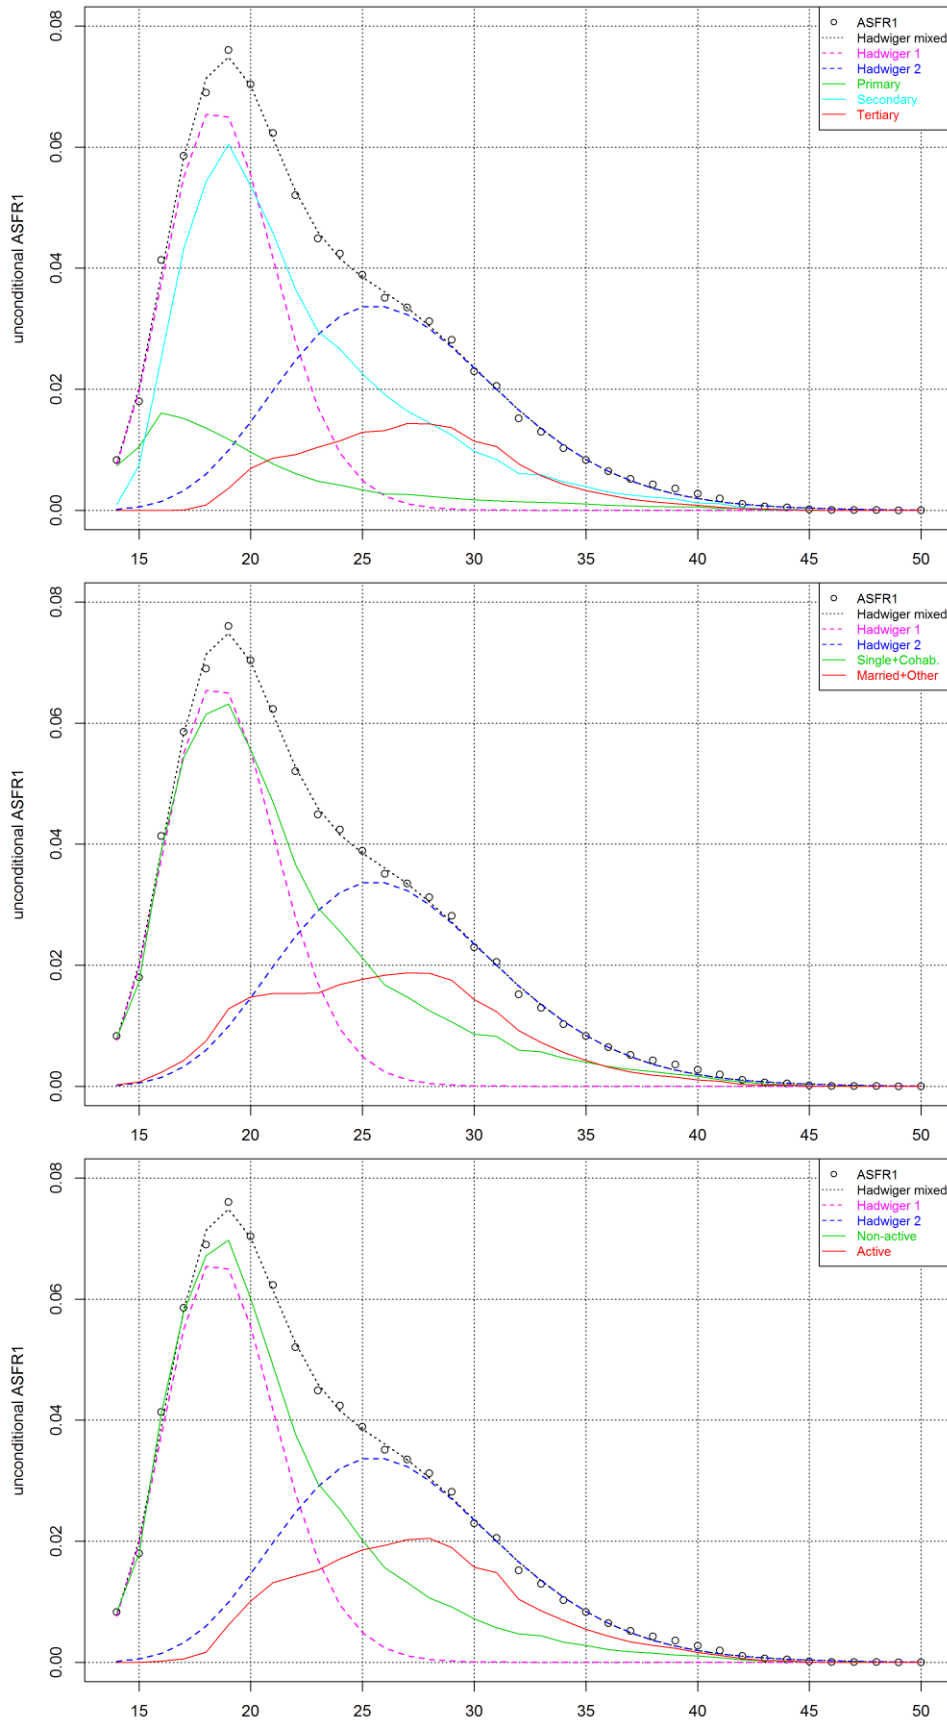 unconditional ASFR1
0.08
0.06
0.04
0.02
0.00
ASFR1
Hadwiger mixed
Hadwiger 1
Hadwiger 2
Primary
Secondary
Tertiary
15 20 25 30 35 40 45 50
unconditional ASFR1
0.08
0.06
0.04
0.02
0.00
ASFR1
Hadwiger mixed
Hadwiger 1
Hadwiger 2
Single+Cohab.
Married+Other
15 20 25 30 35 40 45 50
unconditional ASFR1
0.08
0.06
0.04
0.02
0.00
ASFR1
Hadwiger mixed
Hadwiger 1
Hadwiger 2
Non-active
Active
15 20 25 30 35 40 45 50